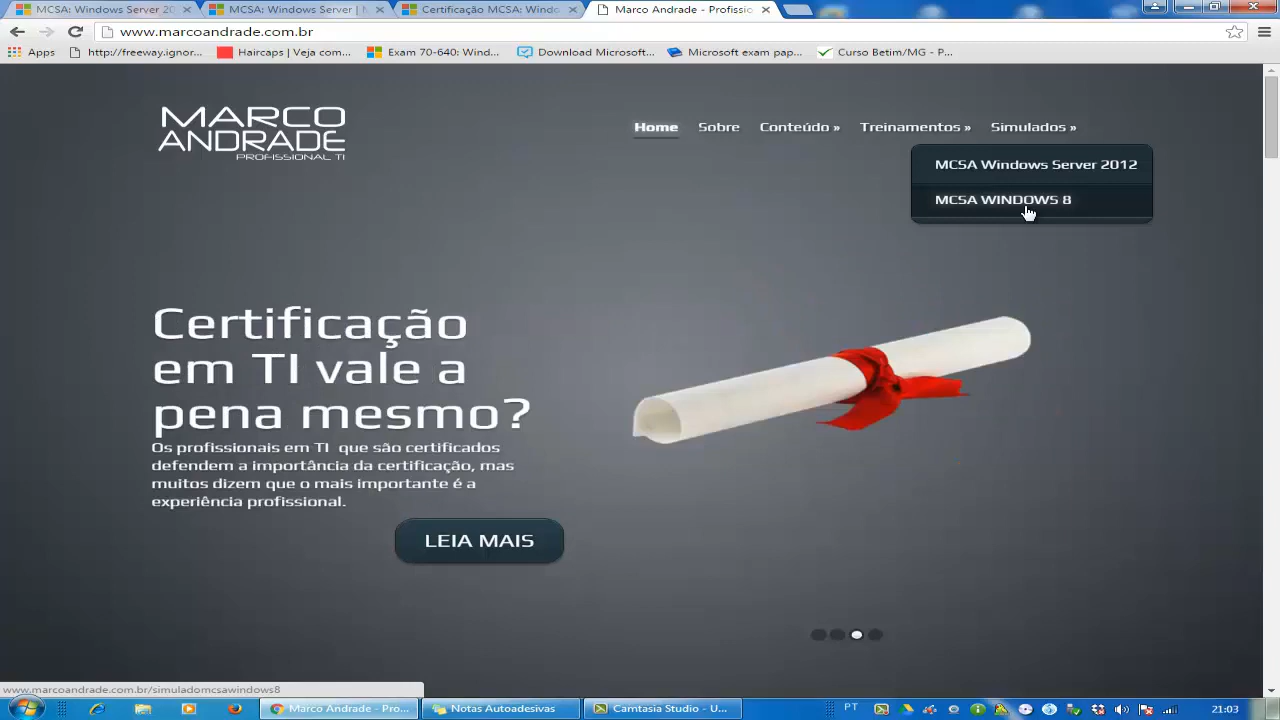 MCSA: Windows Server 20
MCSA: Windows Server | M
Certificação MCSA: Windo
Marco Andrade - Profissio
www.marcoandrade.com.br
Apps
http://freeway.ignor...
Haircaps | Veja com...
Exam 70-640: Wind...
Download Microsoft...
Microsoft exam pap...
Curso Betim/MG - P...
MARCO
ANDRADE
PROFISSIONAL TI
Home
Sobre
Conteúdo »
Treinamentos »
Simulados »
MCSA Windows Server 2012
MCSA WINDOWS 8
Certificação
em TI vale a
pena mesmo?
Os profissionais em TI que são certificados
defendem a importância da certificação, mas
muitos dizem que o mais importante é a
experiência profissional.
LEIA MAIS
www.marcoandrade.com.br/simuladomcsawindows8
Marco Andrade - Pro...
Notas Autoadesivas
Camtasia Studio - U...
PT
21:03